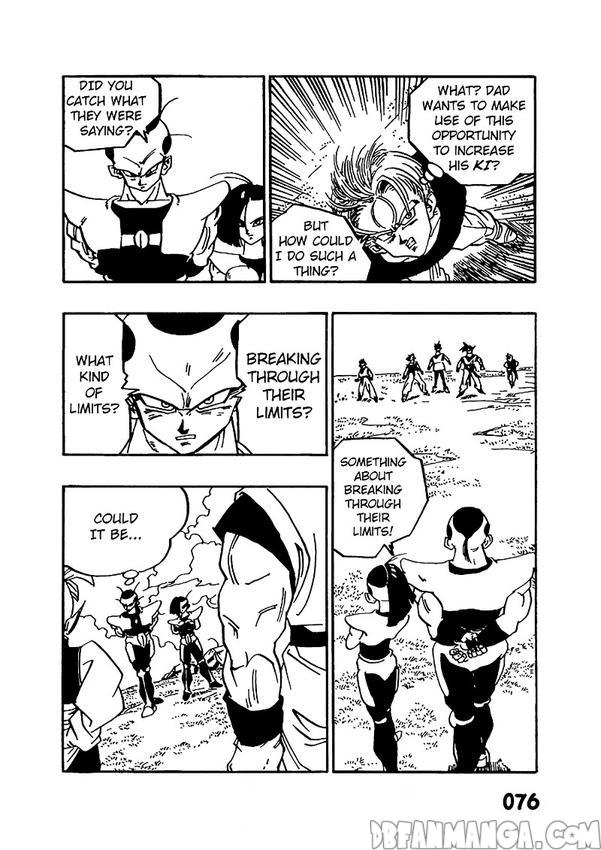 WHAT? DAD
WANTS TO MAKE
USE OF THIS
OPPORTUNITY
TO INCREASE
HIS KI?
BUT
HOW COULD
I DO SUCH A
THING?
DID YOU
CATCH WHAT
THEY WERE
SAYING?
SOMETHING
ABOUT
BREAKING
THROUGH
THEIR
LIMITS!
BREAKING
THROUGH
THEIR
LIMITS?
WHAT
KIND
OF
LIMITS?
COULD
IT BE...
076
DBFANMANGA.COM